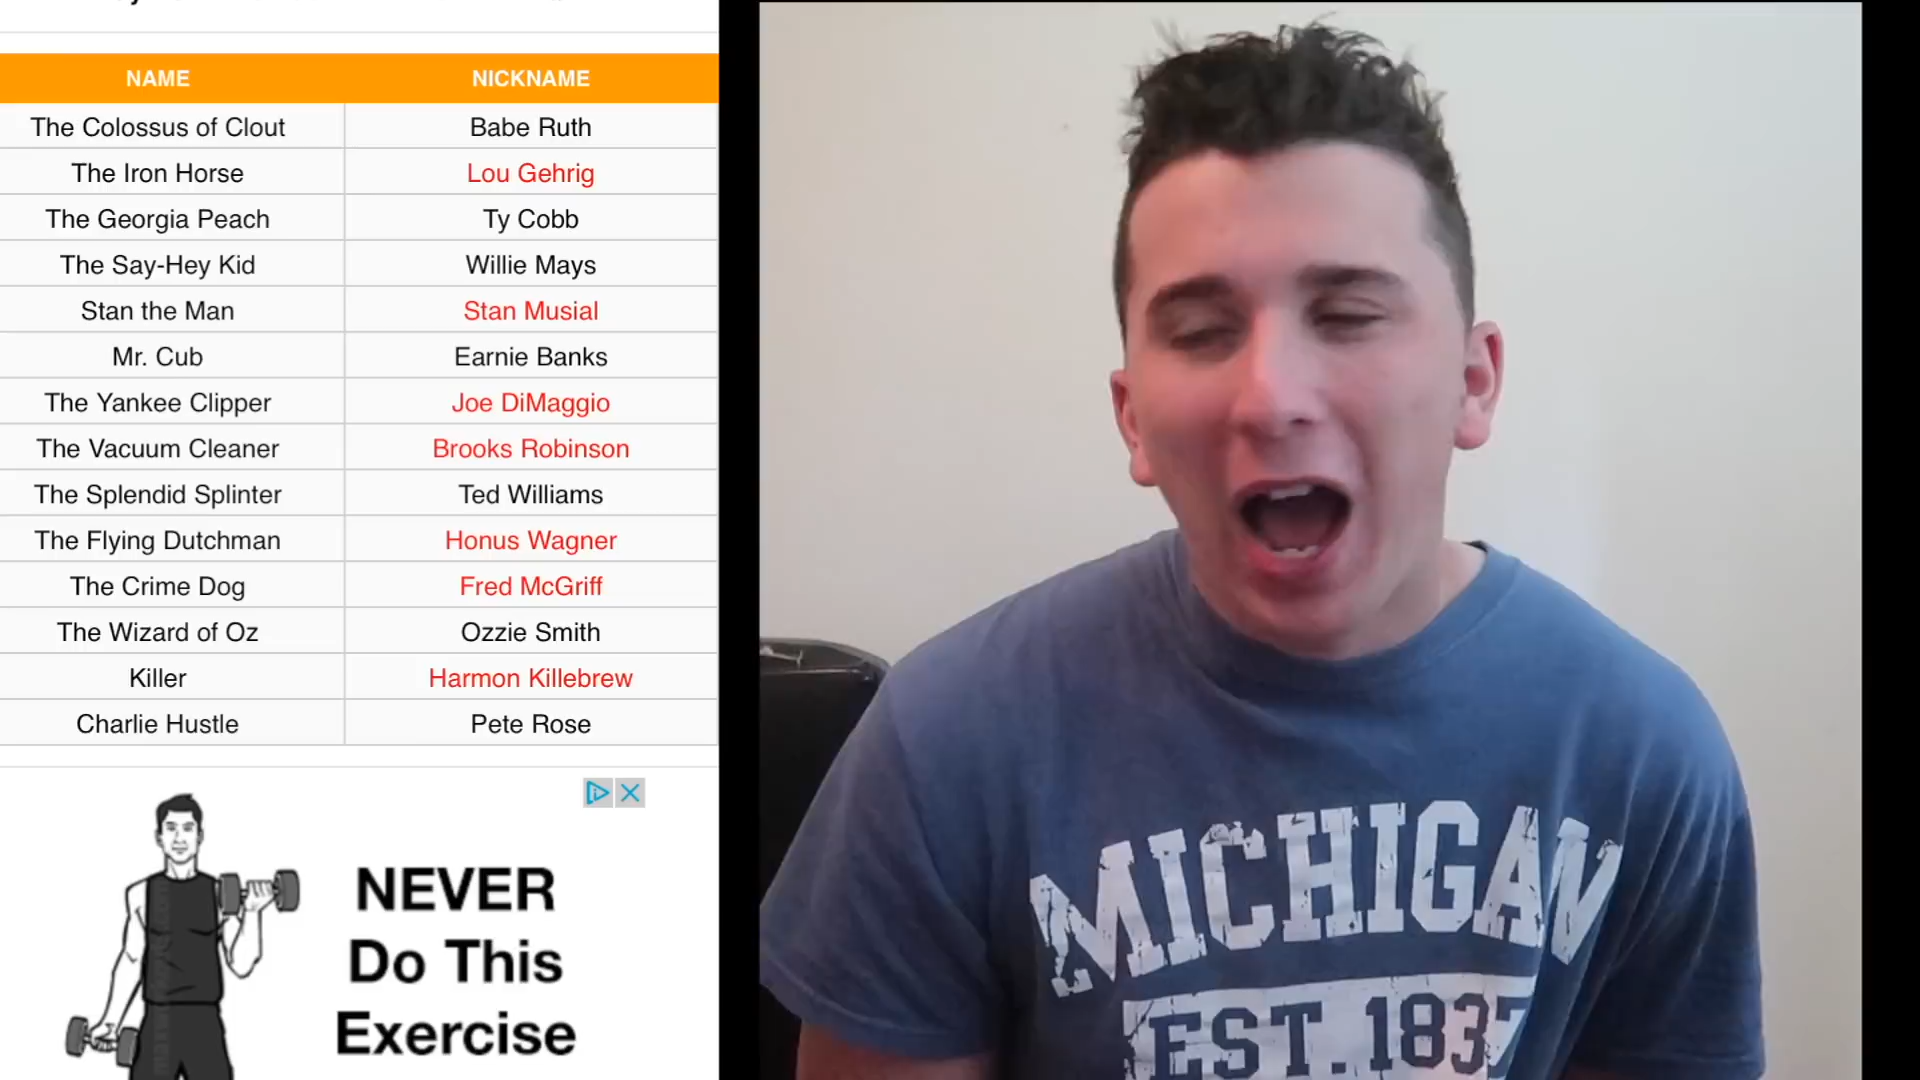 NAME NICKNAME
The Colossus of Clout Babe Ruth
The Iron Horse Lou Gehrig
The Georgia Peach Ty Cobb
The Say-Hey Kid Willie Mays
Stan the Man Stan Musial
Mr. Cub Earnie Banks
The Yankee Clipper Joe DiMaggio
The Vacuum Cleaner Brooks Robinson
The Splendid Splinter Ted Williams
The Flying Dutchman Honus Wagner
The Crime Dog Fred McGriff
The Wizard of Oz Ozzie Smith
Killer Harmon Killebrew
Charlie Hustle Pete Rose
NEVER
Do This
Exercise
MICHIGAN
EST. 1837